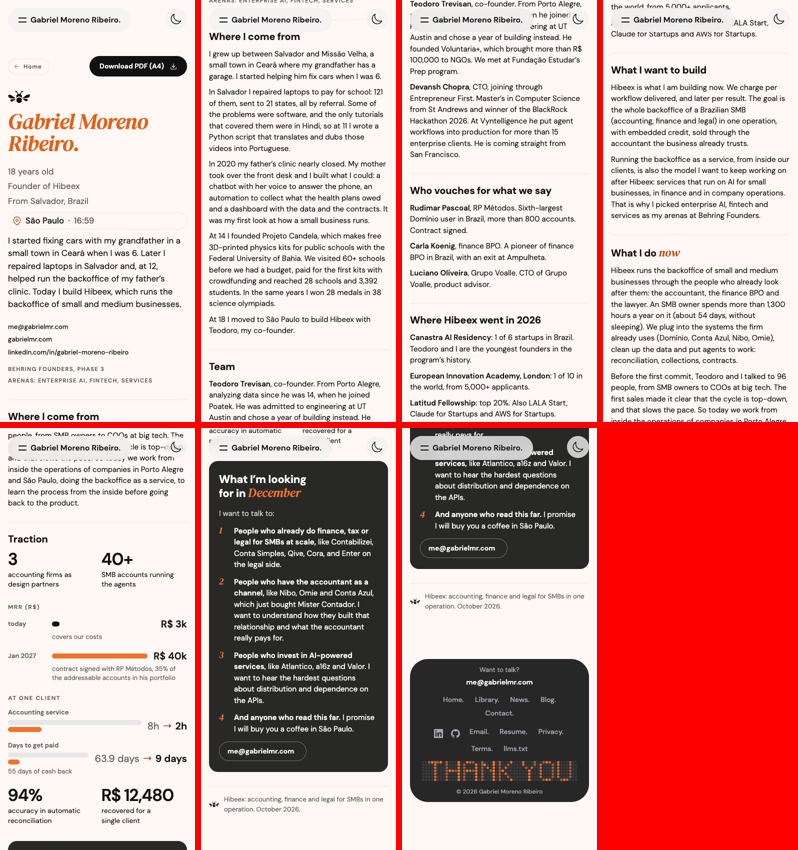 Gabriel Moreno Ribeiro.
← Home
Download PDF (A4)
Gabriel Moreno
Ribeiro.
18 years old
Founder of Hibeex
From Salvador, Brazil
São Paulo · 16:59
I started fixing cars with my grandfather in a
small town in Ceará when I was 6. Later I
repaired laptops in Salvador and, at 12,
helped run the backoffice of my father's
clinic. Today I build Hibeex, which runs the
backoffice of small and medium businesses.
me@gabrielmr.com
gabrielmr.com
linkedin.com/in/gabriel-moreno-ribeiro
BEHRING FOUNDERS, PHASE 3
ARENAS: ENTERPRISE AI, FINTECH, SERVICES
Where I come from
ARENAS: ENTERPRISE AI, FINTECH, SERVICES
Gabriel Moreno Ribeiro.
Where I come from
I grew up between Salvador and Missão Velha, a
small town in Ceará where my grandfather has a
garage. I started helping him fix cars when I was 6.
In Salvador I repaired laptops to pay for school: 121
of them, sent to 21 states, all by referral. Some of
the problems were software, and the only tutorials
that covered them were in Hindi, so at 11 I wrote a
Python script that translates and dubs those
videos into Portuguese.
In 2020 my father's clinic nearly closed. My mother
took over the front desk and I built what I could: a
chatbot with her voice to answer the phone, an
automation to collect what the health plans owed
and a dashboard with the data and the contracts. It
was my first look at how a small business runs.
At 14 I founded Projeto Candela, which makes free
3D-printed physics kits for public schools with the
Federal University of Bahia. We visited 60+ schools
before we had a budget, paid for the first kits with
crowdfunding and reached 28 schools and 3,392
students. In the same years I won 28 medals in 38
science olympiads.
At 18 I moved to São Paulo to build Hibeex with
Teodoro, my co-founder.
Team
Teodoro Trevisan, co-founder. From Porto Alegre,
analyzing data since he was 14, when he joined
Poatek. He was admitted to engineering at UT
Austin and chose a year of building instead. He
Teodoro Trevisan, co-founder. From Porto Alegre,
Gabriel Moreno Ribeiro.
n he joined
ering at UT
Austin and chose a year of building instead. He
founded Voluntaria+, which brought more than R$
100,000 to NGOs. We met at Fundação Estudar's
Prep program.
Devansh Chopra, CTO, joining through
Entrepreneur First. Master's in Computer Science
from St Andrews and winner of the BlackRock
Hackathon 2026. At Vyntelligence he put agent
workflows into production for more than 15
enterprise clients. He is coming straight from
San Francisco.
Who vouches for what we say
Rudimar Pascoal, RP Métodos. Sixth-largest
Domínio user in Brazil, more than 800 accounts.
Contract signed.
Carla Koenig, finance BPO. A pioneer of finance
BPO in Brazil, with an exit at Ampulheta.
Luciano Oliveira, Grupo Voalle. CTO of Grupo
Voalle, product advisor.
Where Hibeex went in 2026
Canastra AI Residency: 1 of 6 startups in Brazil.
Teodoro and I are the youngest founders in the
program's history.
European Innovation Academy, London: 1 of 10 in
the world, from 5,000+ applicants.
Latitud Fellowship: top 20%. Also LALA Start,
Claude for Startups and AWS for Startups.
the world, from 5,000+ applicants.
Gabriel Moreno Ribeiro.
LALA Start,
Claude for Startups and AWS for Startups.
What I want to build
Hibeex is what I am building now. We charge per
workflow delivered, and later per result. The goal is
the whole backoffice of a Brazilian SMB
(accounting, finance and legal) in one operation,
with embedded credit, sold through the
accountant the business already trusts.
Running the backoffice as a service, from inside our
clients, is also the model I want to keep working on
after Hibeex: services that run on AI for small
businesses, in finance and in company operations.
That is why I picked enterprise AI, fintech and
services as my arenas at Behring Founders.
What I do now
Hibeex runs the backoffice of small and medium
businesses through the people who already look
after them: the accountant, the finance BPO and
the lawyer. An SMB owner spends more than 1,300
hours a year on it (about 54 days, without
sleeping). We plug into the systems the firm
already uses (Domínio, Conta Azul, Nibo, Omie),
clean up the data and put agents to work:
reconciliation, collections, contracts.
Before the first commit, Teodoro and I talked to 96
people, from SMB owners to COOs at big tech. The
first sales made it clear that the cycle is top-down,
and that slows the pace. So today we work from
inside the operations of companies in Porto Alegre
people, from SMB owners to COOs at big tech. The
Gabriel Moreno Ribeiro.
inside the operations of companies in Porto Alegre
and São Paulo, doing the backoffice as a service, to
learn the process from the inside before going
back to the product.
Traction
3
accounting firms as
design partners
40+
SMB accounts running
the agents
MRR (R$)
today
R$ 3k
covers our costs
Jan 2027
R$ 40k
contract signed with RP Métodos, 35% of
the addressable accounts in his portfolio
AT ONE CLIENT
Accounting service
8h → 2h
Days to get paid
63.9 days → 9 days
55 days of cash back
94%
accuracy in automatic
reconciliation
R$ 12,480
recovered for a
single client
accuracy in automatic
recovered for a
Gabriel Moreno Ribeiro.
What I'm looking
for in December
I want to talk to:
1 People who already do finance, tax or
legal for SMBs at scale, like Contabilizei,
Conta Simples, Qive, Cora, and Enter on
the legal side.
2 People who have the accountant as a
channel, like Nibo, Omie and Conta Azul,
which just bought Mister Contador. I
want to understand how they built that
relationship and what the accountant
really pays for.
3 People who invest in AI-powered
services, like Atlantico, a16z and Valor. I
want to hear the hardest questions
about distribution and dependence on
the APIs.
4 And anyone who read this far. I promise
I will buy you a coffee in São Paulo.
me@gabrielmr.com
Hibeex: accounting, finance and legal for SMBs in one
operation. October 2026.
really pays for.
Gabriel Moreno Ribeiro.
services, like Atlantico, a16z and Valor. I
want to hear the hardest questions
about distribution and dependence on
the APIs.
4 And anyone who read this far. I promise
I will buy you a coffee in São Paulo.
me@gabrielmr.com
Hibeex: accounting, finance and legal for SMBs in one
operation. October 2026.
Want to talk?
me@gabrielmr.com
Home. Library. News. Blog.
Contact.
Email. Resume. Privacy.
Terms. llms.txt
THANK YOU
© 2026 Gabriel Moreno Ribeiro